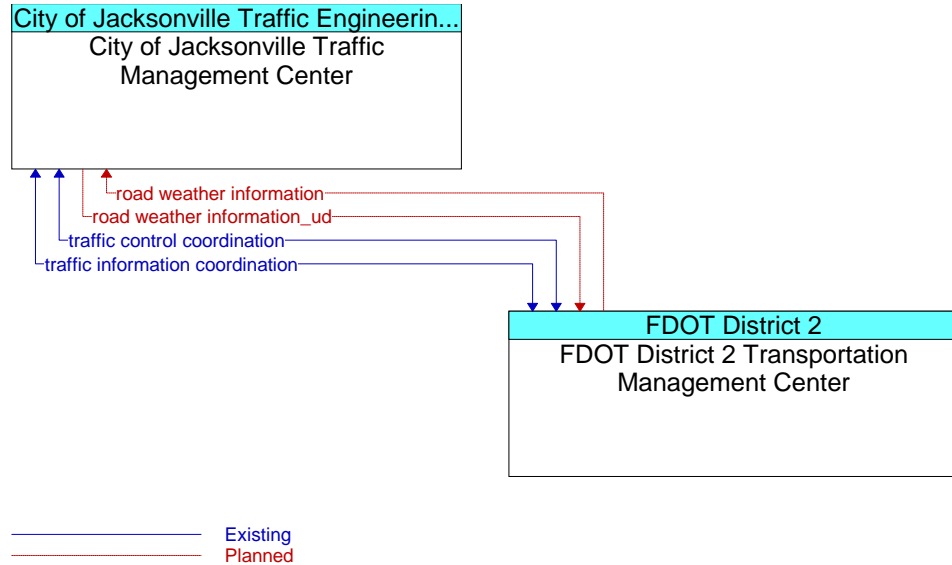 City of Jacksonville Traffic Engineerin...
City of Jacksonville Traffic
Management Center
road weather information
road weather information_ud
traffic control coordination
traffic information coordination
FDOT District 2
FDOT District 2 Transportation
Management Center
Existing
Planned